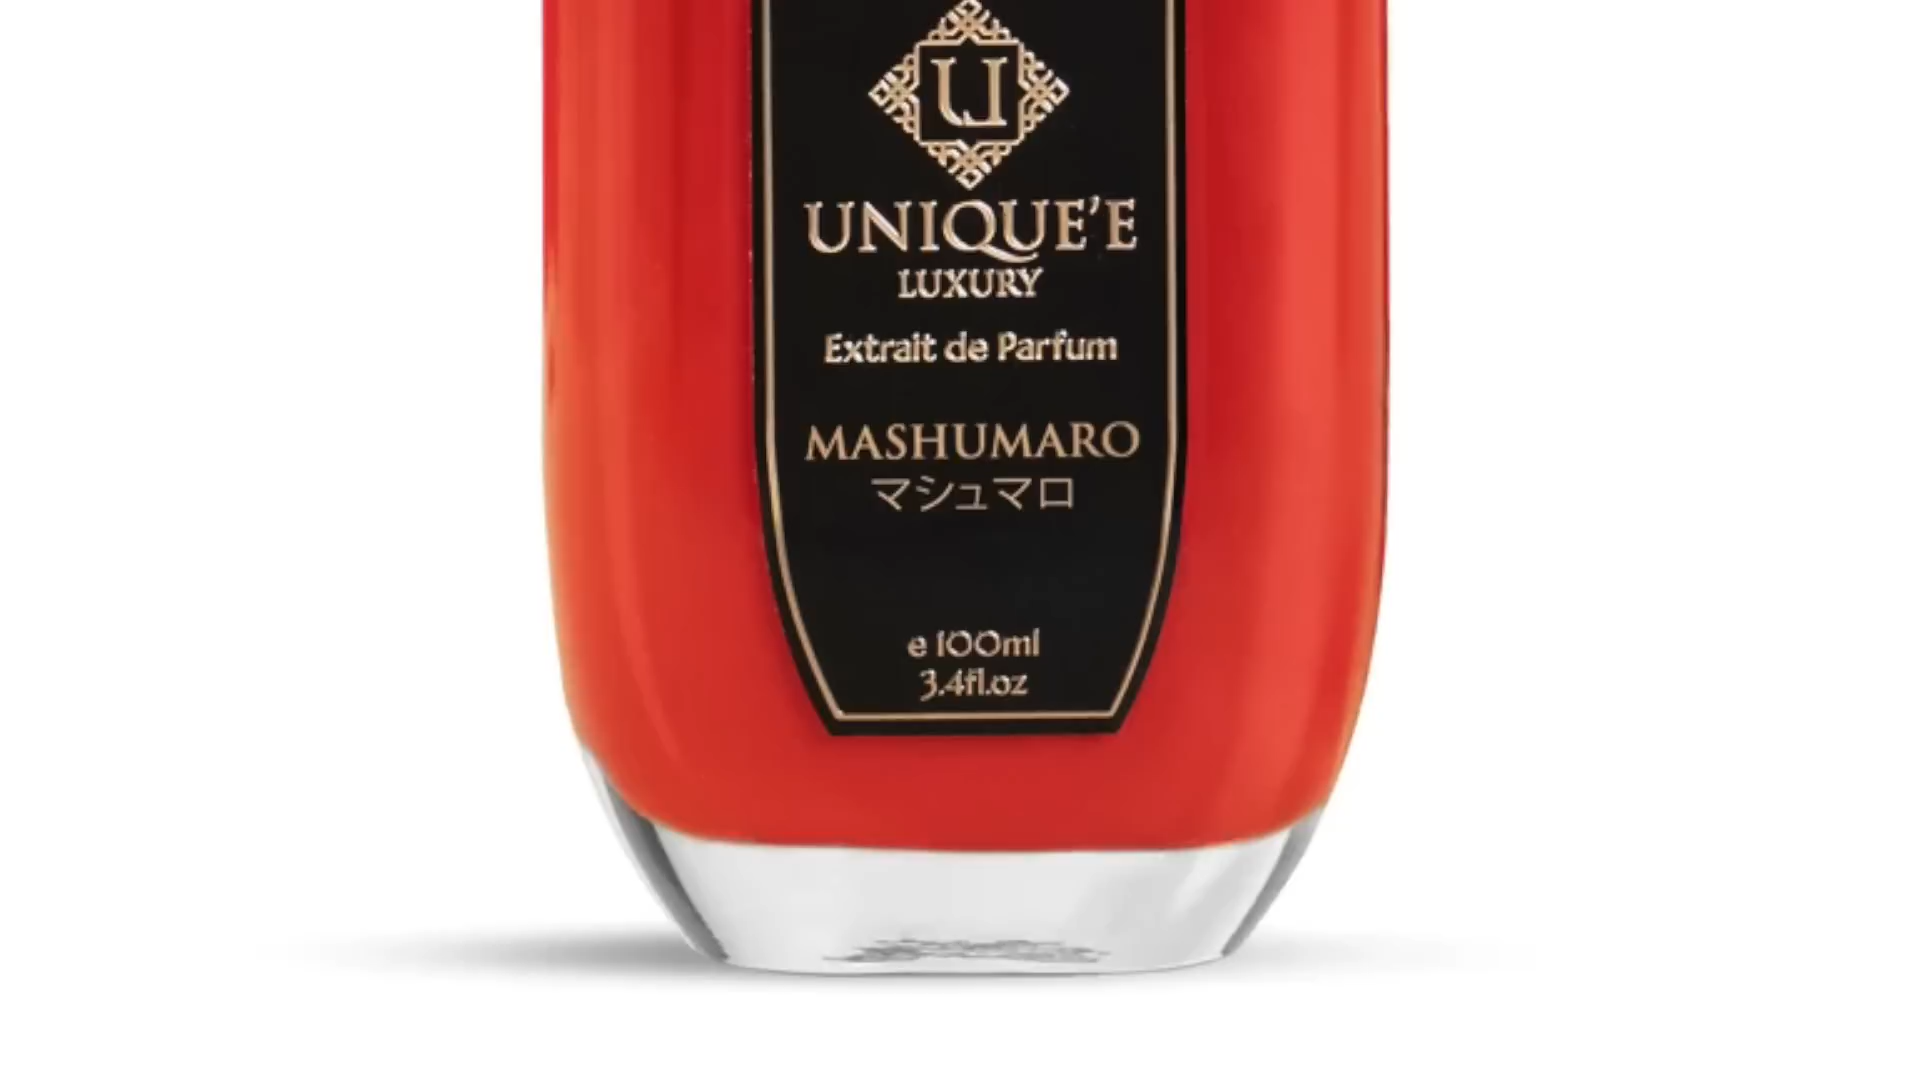 U
UNIQUE'E
LUXURY
Extrait de Parfum
MASHUMARO
マシュマロ
e 100ml
3.4fl.oz